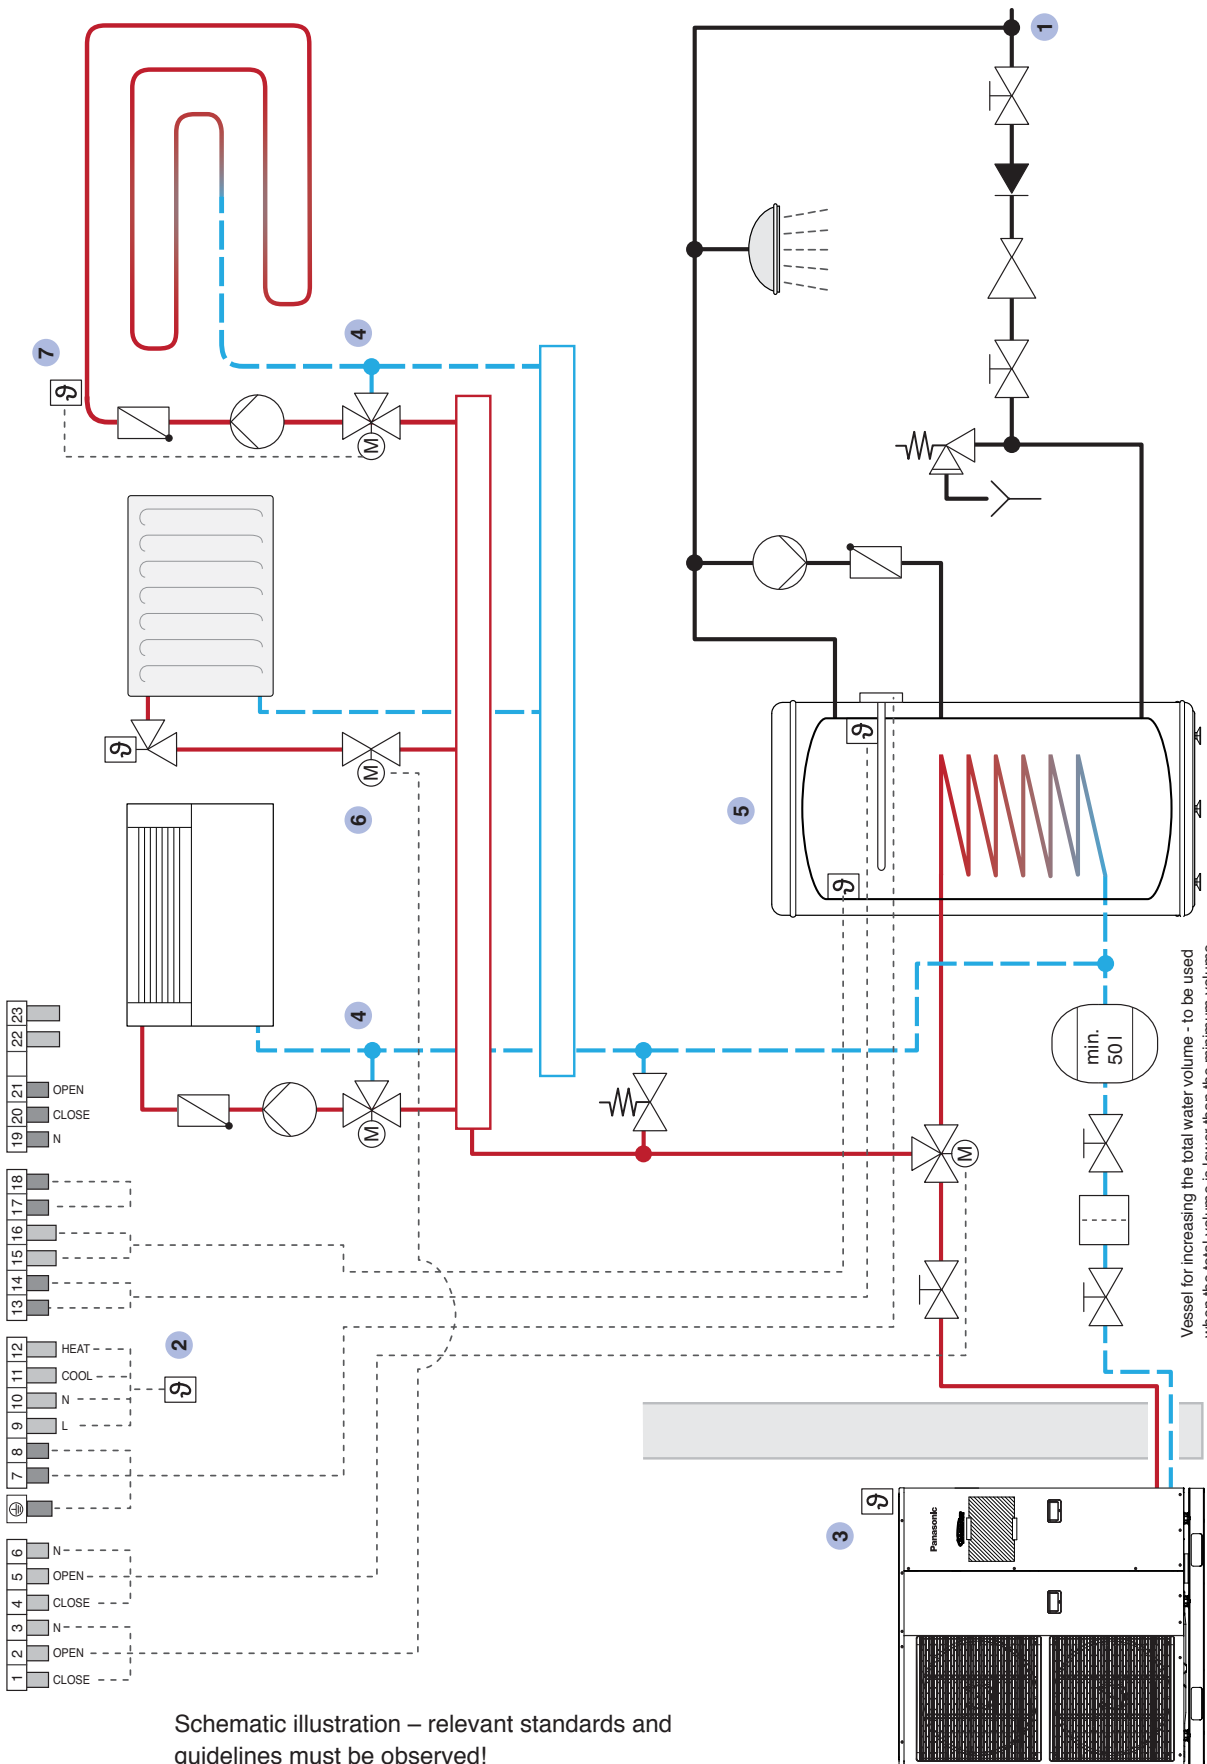 1
7
ϑ
4
M
ϑ
M
6
5
ϑ
ϑ
4
M
M
min.
50 l
Vessel for increasing the total water volume - to be used
23
22
21 OPEN
20 CLOSE
19 N
18
17
16
15
14
13
12 HEAT
11 COOL
10 N
9 L
8
7
6 N
5 OPEN
4 CLOSE
3 N
2 OPEN
1 CLOSE
2
ϑ
ϑ
3
Panasonic
Schematic illustration – relevant standards and
guidelines must be observed!